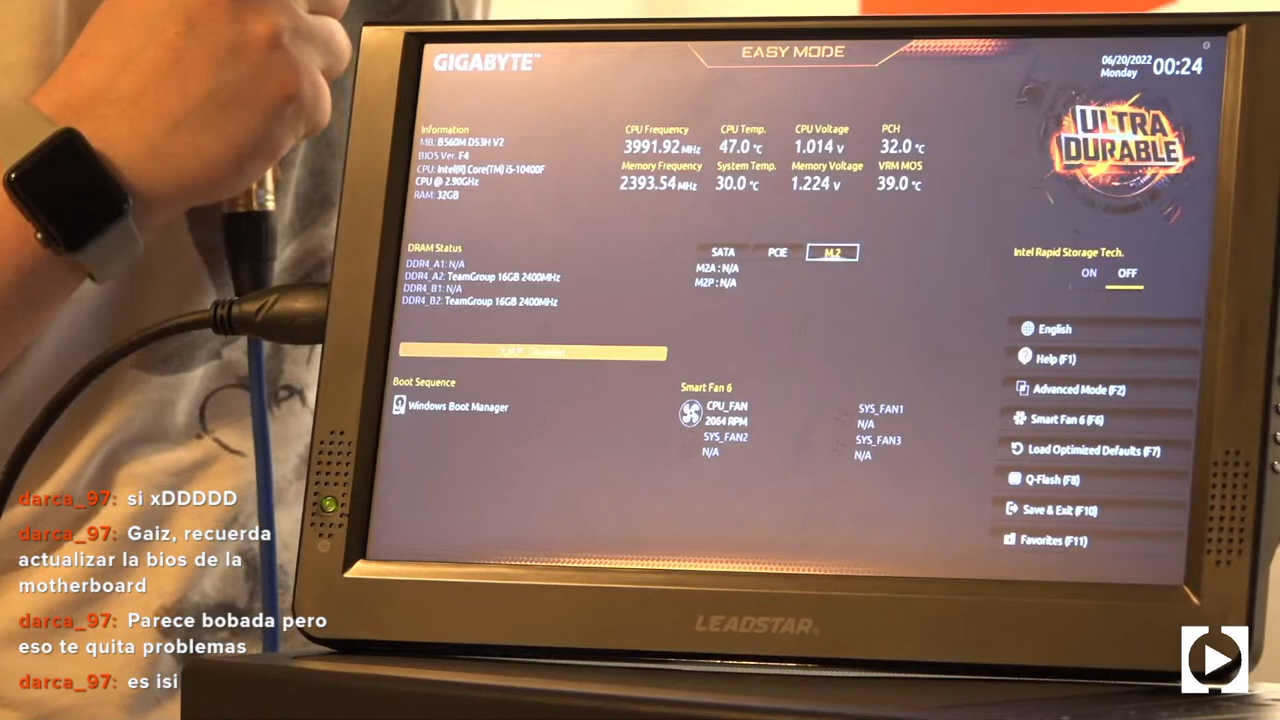 GIGABYTE™
EASY MODE
06/20/2022
Monday
00:24
ULTRA
DURABLE
Information
MB: B560M DS3H V2
BIOS Ver. F4
CPU: Intel(R) Core(TM) i5-10400F
CPU @ 2.90GHz
RAM: 32GB
CPU Frequency
3991.92 MHz
CPU Temp.
47.0 °C
CPU Voltage
1.014 V
PCH
32.0 °C
Memory Frequency
2393.54 MHz
System Temp.
30.0 °C
Memory Voltage
1.224 V
VRM MOS
39.0 °C
DRAM Status
DDR4_A1: N/A
DDR4_A2: TeamGroup 16GB 2400MHz
DDR4_B1: N/A
DDR4_B2: TeamGroup 16GB 2400MHz
SATA PCIE M.2
M2A : N/A
M2P : N/A
Intel Rapid Storage Tech.
ON OFF
Boot Sequence
Windows Boot Manager
Smart Fan 6
CPU_FAN
2064 RPM
SYS_FAN1
N/A
SYS_FAN2
N/A
SYS_FAN3
N/A
English
Help (F1)
Advanced Mode (F2)
Smart Fan 6 (F6)
Load Optimized Defaults (F7)
Q-Flash (F8)
Save & Exit (F10)
Favorites (F11)
LEADSTAR
darca_97: si xDDDDD
darca_97: Gaiz, recuerda
actualizar la bios de la
motherboard
darca_97: Parece bobada pero
eso te quita problemas
darca_97: es isi